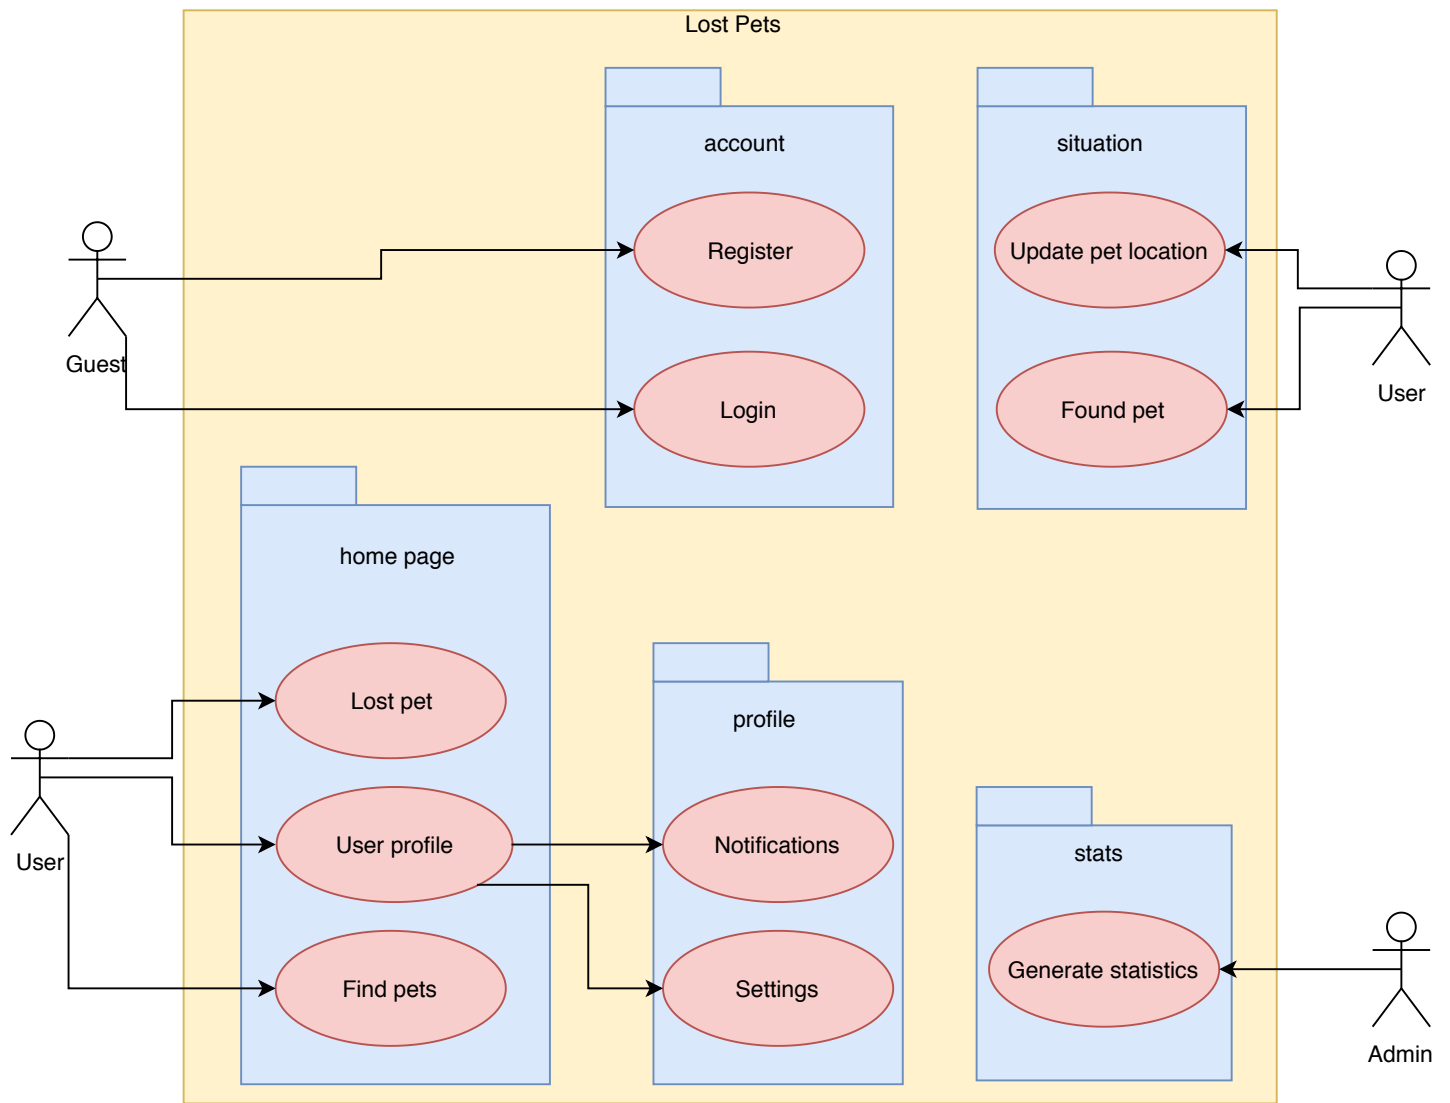 Lost Pets
account
situation
Register
Update pet location
Guest
Login
Found pet
User
home page
Lost pet
profile
User
User profile
Notifications
stats
Find pets
Settings
Generate statistics
Admin